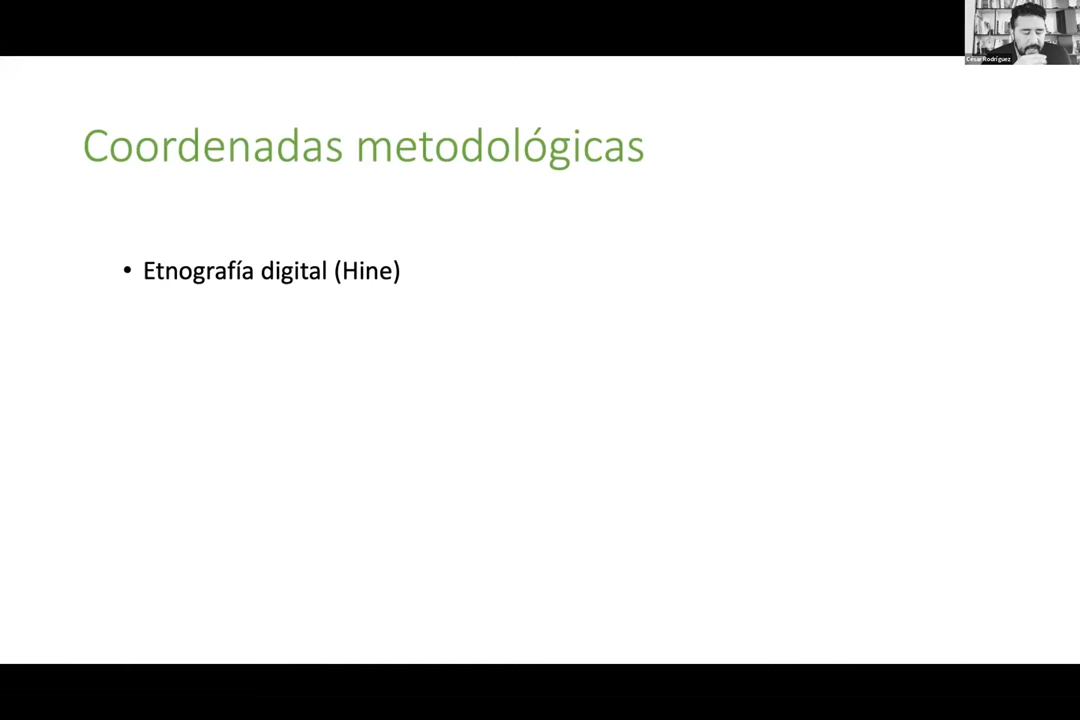 César Rodríguez
Coordenadas metodológicas
• Etnografía digital (Hine)